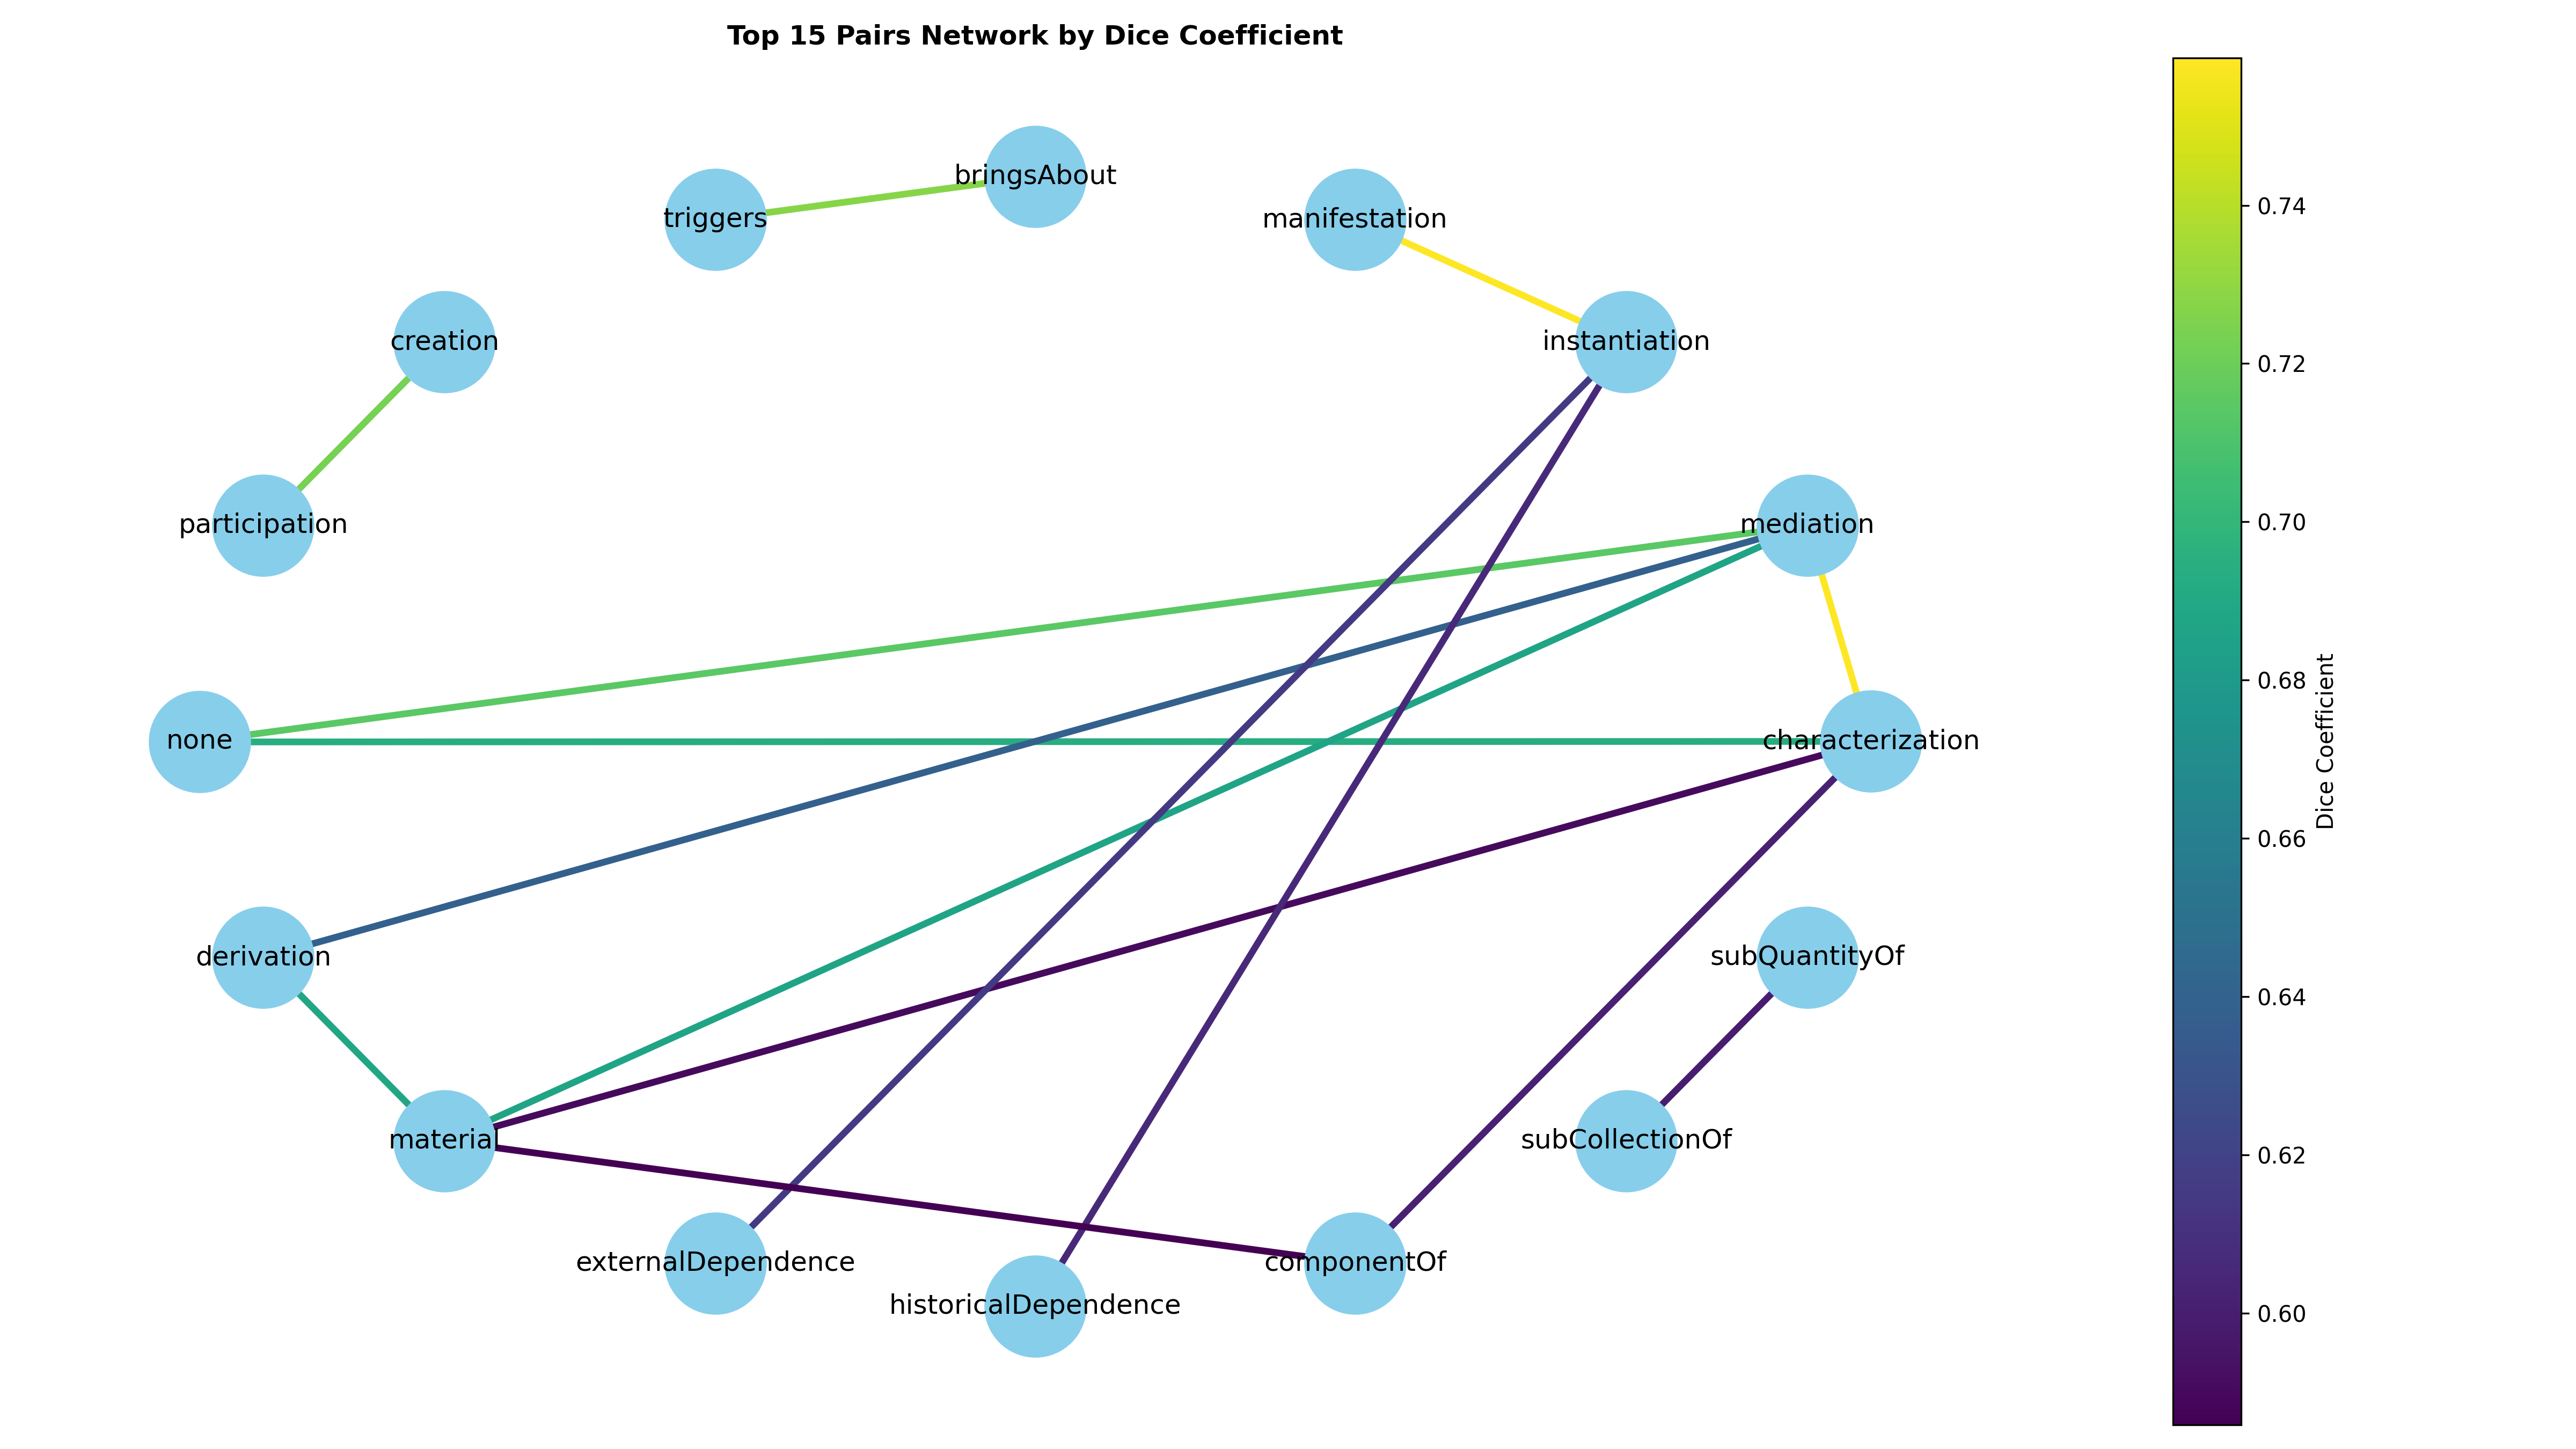 Top 15 Pairs Network by Dice Coefficient
bringsAbout
triggers
manifestation
creation
instantiation
participation
mediation
none
characterization
derivation
subQuantityOf
material
subCollectionOf
externalDependence
componentOf
historicalDependence
0.74
0.72
0.70
0.68
0.66
0.64
0.62
0.60
Dice Coefficient